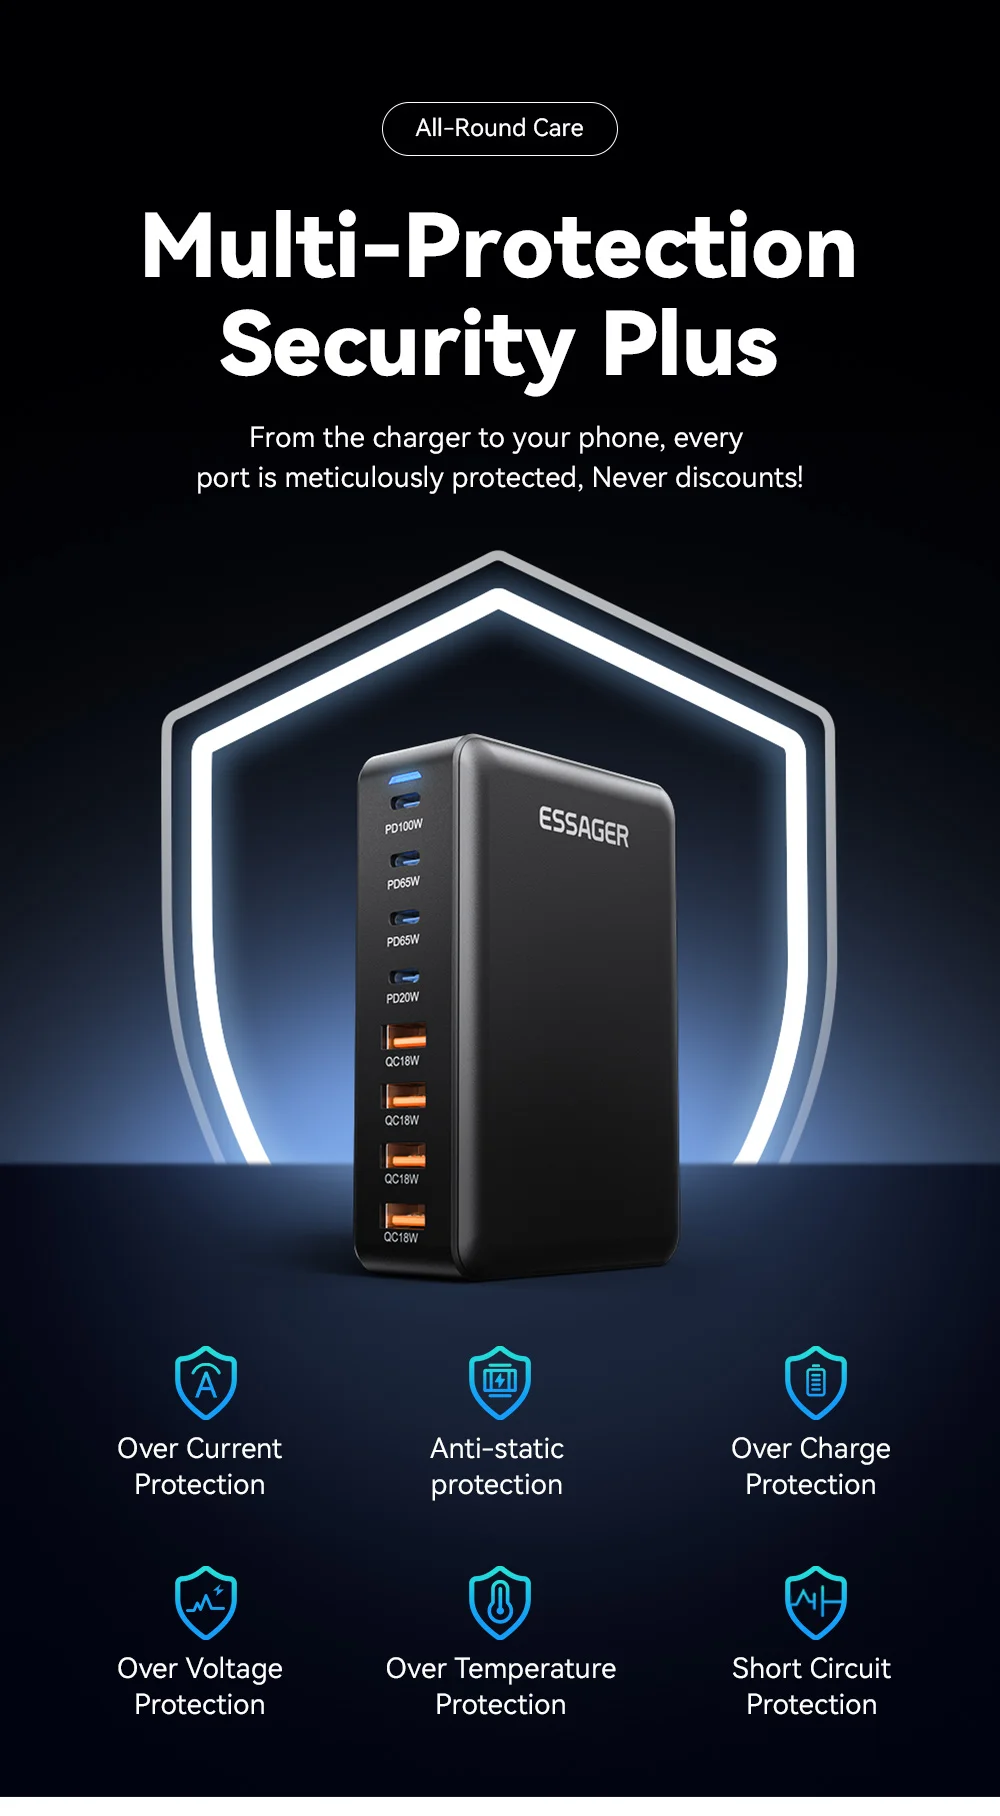 All-Round Care
Multi-Protection
Security Plus
From the charger to your phone, every
port is meticulously protected, Never discounts!
ESSAGER
PD100W
PD65W
PD65W
PD20W
QC18W
QC18W
QC18W
QC18W
A
Over Current
Protection
Anti-static
protection
Over Charge
Protection
Over Voltage
Protection
Over Temperature
Protection
Short Circuit
Protection